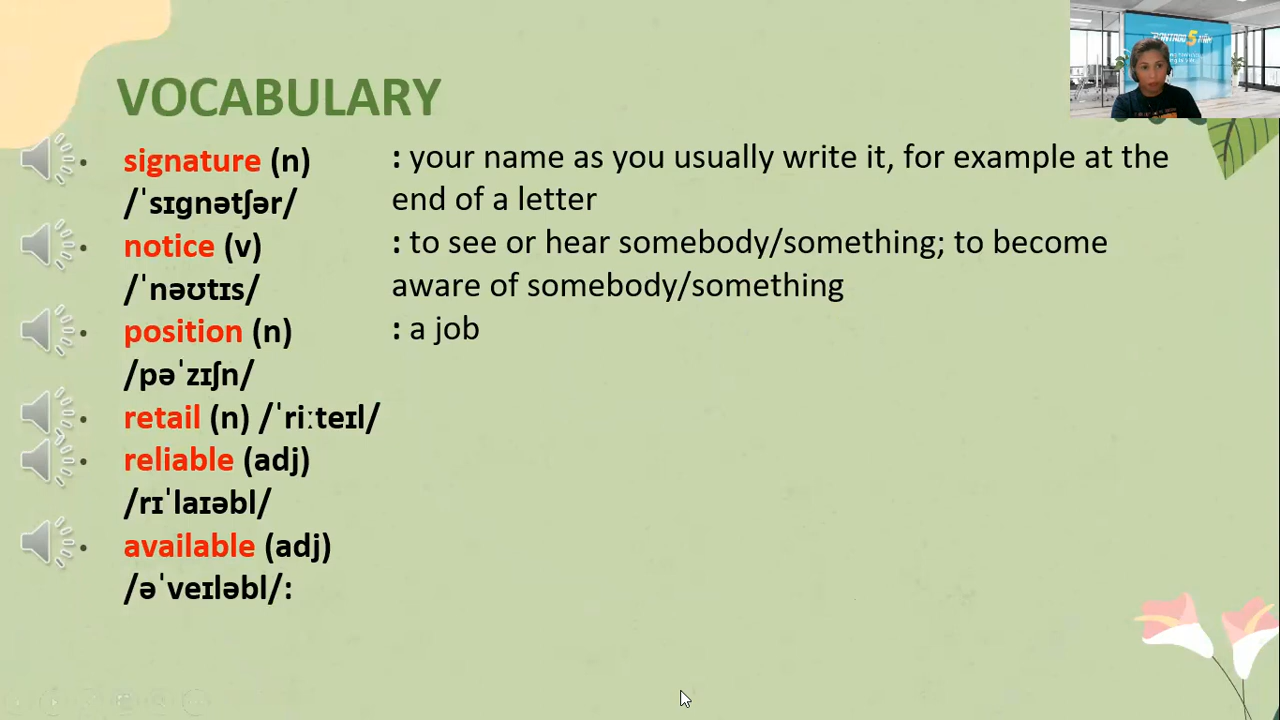 VOCABULARY
signature (n)
/ˈsɪɡnətʃər/
: your name as you usually write it, for example at the
end of a letter
notice (v)
/ˈnəʊtɪs/
: to see or hear somebody/something; to become
aware of somebody/something
position (n)
/pəˈzɪʃn/
: a job
retail (n) /ˈriːteɪl/
reliable (adj)
/rɪˈlaɪəbl/
available (adj)
/əˈveɪləbl/: